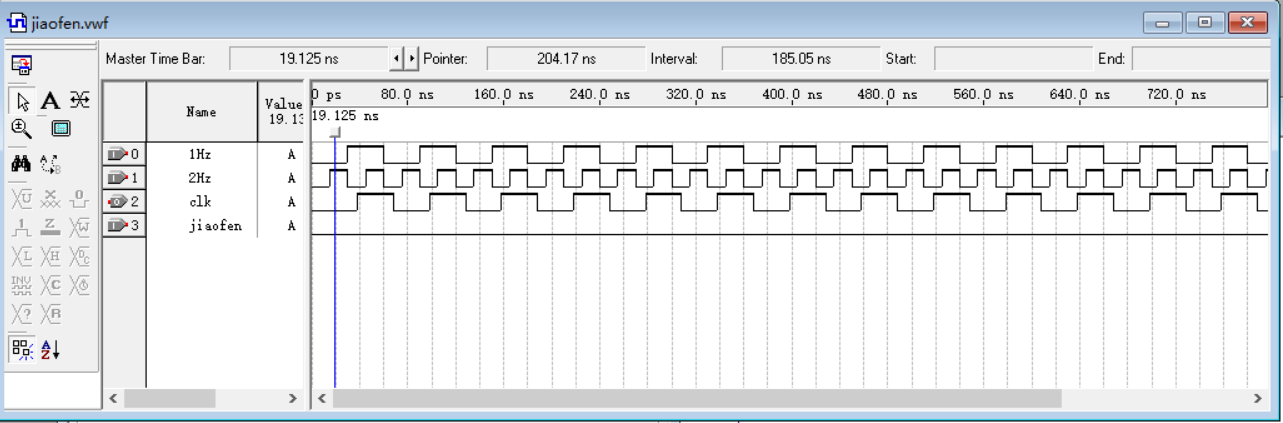 jiaofen.vwf
Master Time Bar: 19.125 ns Pointer: 204.17 ns Interval: 185.05 ns Start: End:
Name Value 19.13
0 ps 80.0 ns 160.0 ns 240.0 ns 320.0 ns 400.0 ns 480.0 ns 560.0 ns 640.0 ns 720.0 ns
19.125 ns
0 1Hz A
1 2Hz A
2 clk A
3 jiaofen A